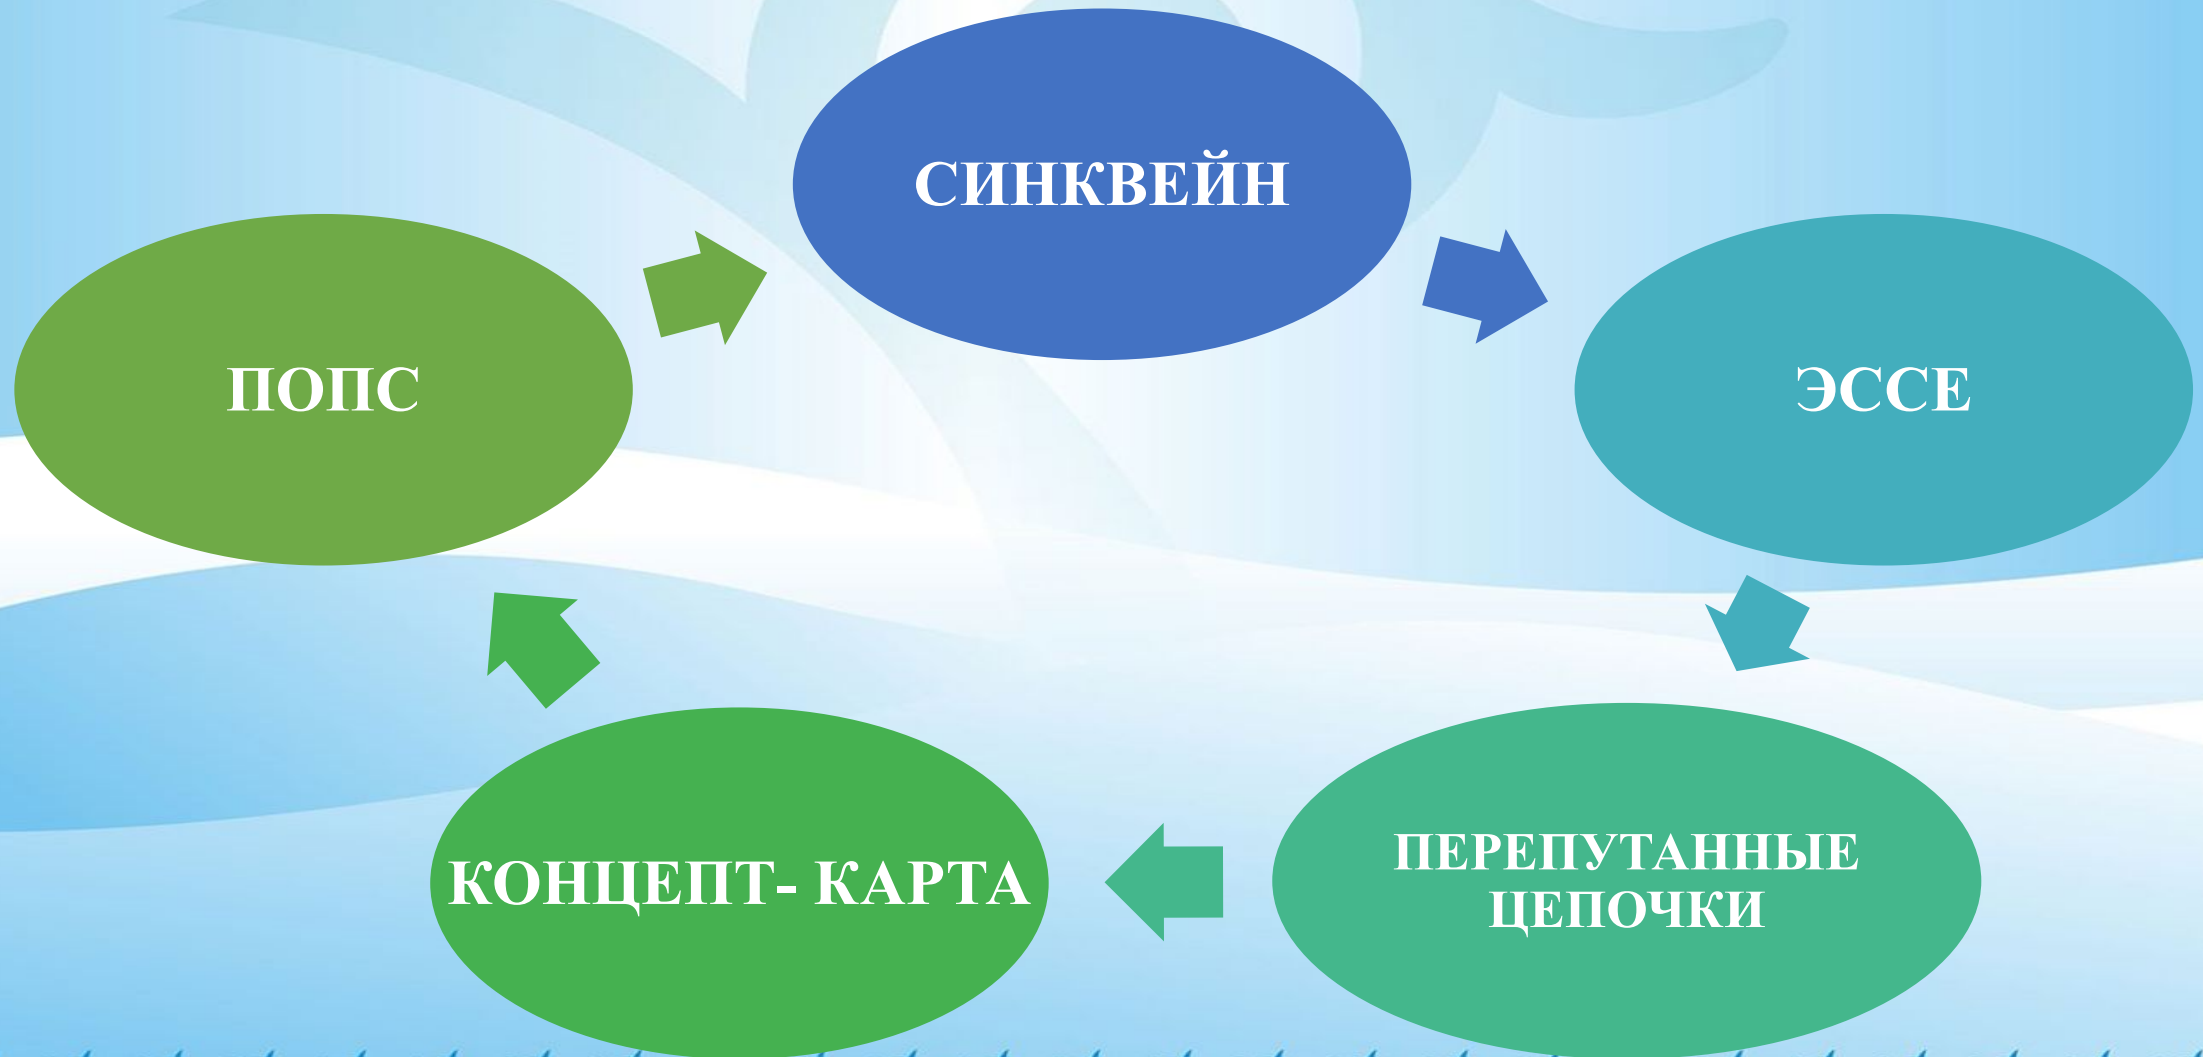 СИНКВЕЙН
ПОПС
ЭССЕ
ПЕРЕПУТАННЫЕ
ЦЕПОЧКИ
КОНЦЕПТ- КАРТА